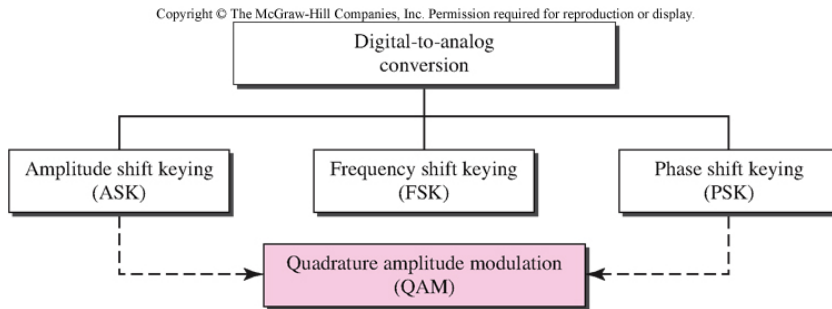 Copyright © The McGraw-Hill Companies, Inc. Permission required for reproduction or display.
Digital-to-analog
conversion
Amplitude shift keying
(ASK)
Frequency shift keying
(FSK)
Phase shift keying
(PSK)
Quadrature amplitude modulation
(QAM)